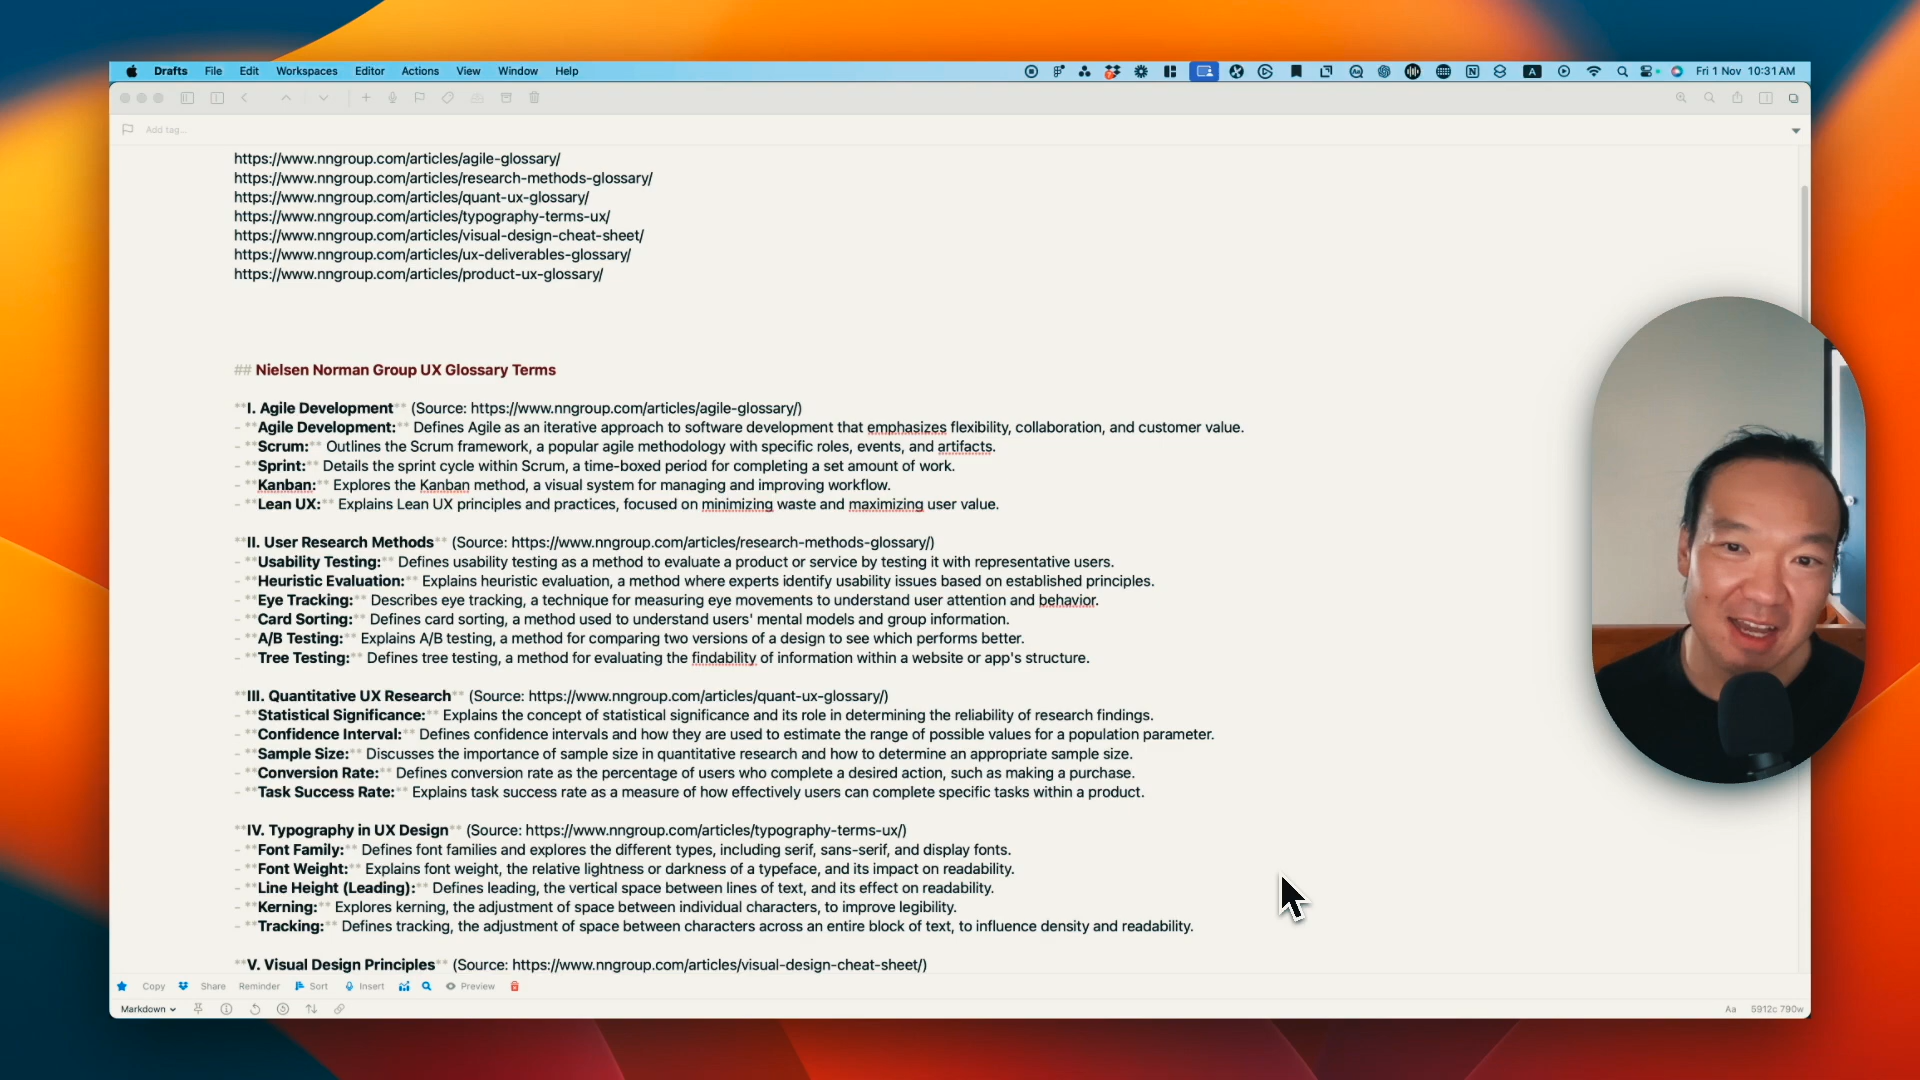 Drafts File Edit Workspaces Editor Actions View Window Help Fri 1 Nov 10:31AM
Add tag...
https://www.nngroup.com/articles/agile-glossary/
https://www.nngroup.com/articles/research-methods-glossary/
https://www.nngroup.com/articles/quant-ux-glossary/
https://www.nngroup.com/articles/typography-terms-ux/
https://www.nngroup.com/articles/visual-design-cheat-sheet/
https://www.nngroup.com/articles/ux-deliverables-glossary/
https://www.nngroup.com/articles/product-ux-glossary/
## Nielsen Norman Group UX Glossary Terms
**I. Agile Development** (Source: https://www.nngroup.com/articles/agile-glossary/)
- **Agile Development:** Defines Agile as an iterative approach to software development that emphasizes flexibility, collaboration, and customer value.
- **Scrum:** Outlines the Scrum framework, a popular agile methodology with specific roles, events, and artifacts.
- **Sprint:** Details the sprint cycle within Scrum, a time-boxed period for completing a set amount of work.
- **Kanban:** Explores the Kanban method, a visual system for managing and improving workflow.
- **Lean UX:** Explains Lean UX principles and practices, focused on minimizing waste and maximizing user value.
**II. User Research Methods** (Source: https://www.nngroup.com/articles/research-methods-glossary/)
- **Usability Testing:** Defines usability testing as a method to evaluate a product or service by testing it with representative users.
- **Heuristic Evaluation:** Explains heuristic evaluation, a method where experts identify usability issues based on established principles.
- **Eye Tracking:** Describes eye tracking, a technique for measuring eye movements to understand user attention and behavior.
- **Card Sorting:** Defines card sorting, a method used to understand users' mental models and group information.
- **A/B Testing:** Explains A/B testing, a method for comparing two versions of a design to see which performs better.
- **Tree Testing:** Defines tree testing, a method for evaluating the findability of information within a website or app's structure.
**III. Quantitative UX Research** (Source: https://www.nngroup.com/articles/quant-ux-glossary/)
- **Statistical Significance:** Explains the concept of statistical significance and its role in determining the reliability of research findings.
- **Confidence Interval:** Defines confidence intervals and how they are used to estimate the range of possible values for a population parameter.
- **Sample Size:** Discusses the importance of sample size in quantitative research and how to determine an appropriate sample size.
- **Conversion Rate:** Defines conversion rate as the percentage of users who complete a desired action, such as making a purchase.
- **Task Success Rate:** Explains task success rate as a measure of how effectively users can complete specific tasks within a product.
**IV. Typography in UX Design** (Source: https://www.nngroup.com/articles/typography-terms-ux/)
- **Font Family:** Defines font families and explores the different types, including serif, sans-serif, and display fonts.
- **Font Weight:** Explains font weight, the relative lightness or darkness of a typeface, and its impact on readability.
- **Line Height (Leading):** Defines leading, the vertical space between lines of text, and its effect on readability.
- **Kerning:** Explores kerning, the adjustment of space between individual characters, to improve legibility.
- **Tracking:** Defines tracking, the adjustment of space between characters across an entire block of text, to influence density and readability.
**V. Visual Design Principles** (Source: https://www.nngroup.com/articles/visual-design-cheat-sheet/)
Copy Share Reminder Sort Insert Preview
Markdown Aa 5912c 790w